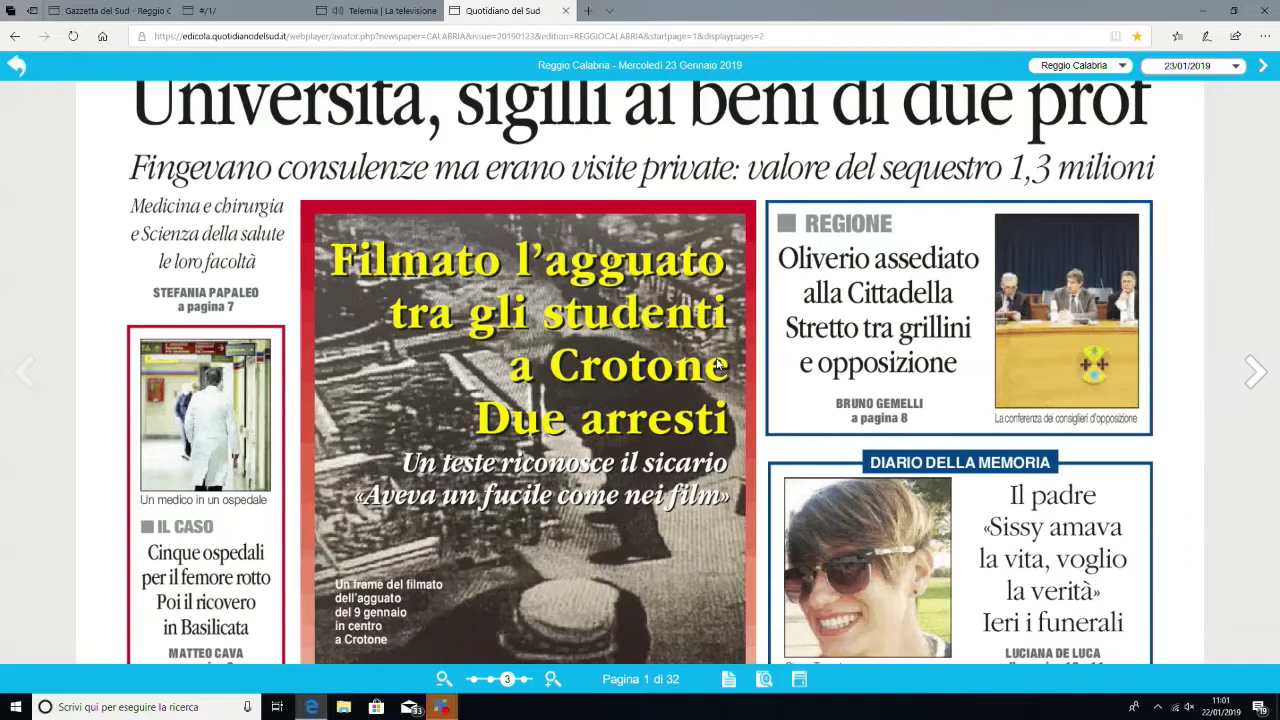 Gazzetta del Sud
Reggio C
+ /
ilfoglio_1/
Tgnews | La televisione
Quotidiano del Sud
https://edicola.quotidianodelsud.it/webplayer/aviator.php?newspaper=CALABRIA&issue=20190123&edition=REGGIOCALABRIA&startpage=1&displaypages=2
Reggio Calabria - Mercoledì 23 Gennaio 2019
Reggio Calabria
23/01/2019
Università, sigilli ai beni di due prof
Fingevano consulenze ma erano visite private: valore del sequestro 1,3 milioni
Medicina e chirurgia
e Scienza della salute
le loro facoltà
STEFANIA PAPALEO
a pagina 7
Un medico in un ospedale
IL CASO
Cinque ospedali
per il femore rotto
Poi il ricovero
in Basilicata
MATTEO CAVA
Filmato l'agguato
tra gli studenti
a Crotone
Due arresti
Un teste riconosce il sicario
«Aveva un fucile come nei film»
Un frame del filmato
dell'agguato
del 9 gennaio
in centro
a Crotone
REGIONE
Oliverio assediato
alla Cittadella
Stretto tra grillini
e opposizione
BRUNO GEMELLI
a pagina 8
La conferenza dei consiglieri d'opposizione
DIARIO DELLA MEMORIA
Il padre
«Sissy amava
la vita, voglio
la verità»
Ieri i funerali
LUCIANA DE LUCA
3
Pagina 1 di 32
Scrivi qui per eseguire la ricerca
33
11:01
22/01/2019
19